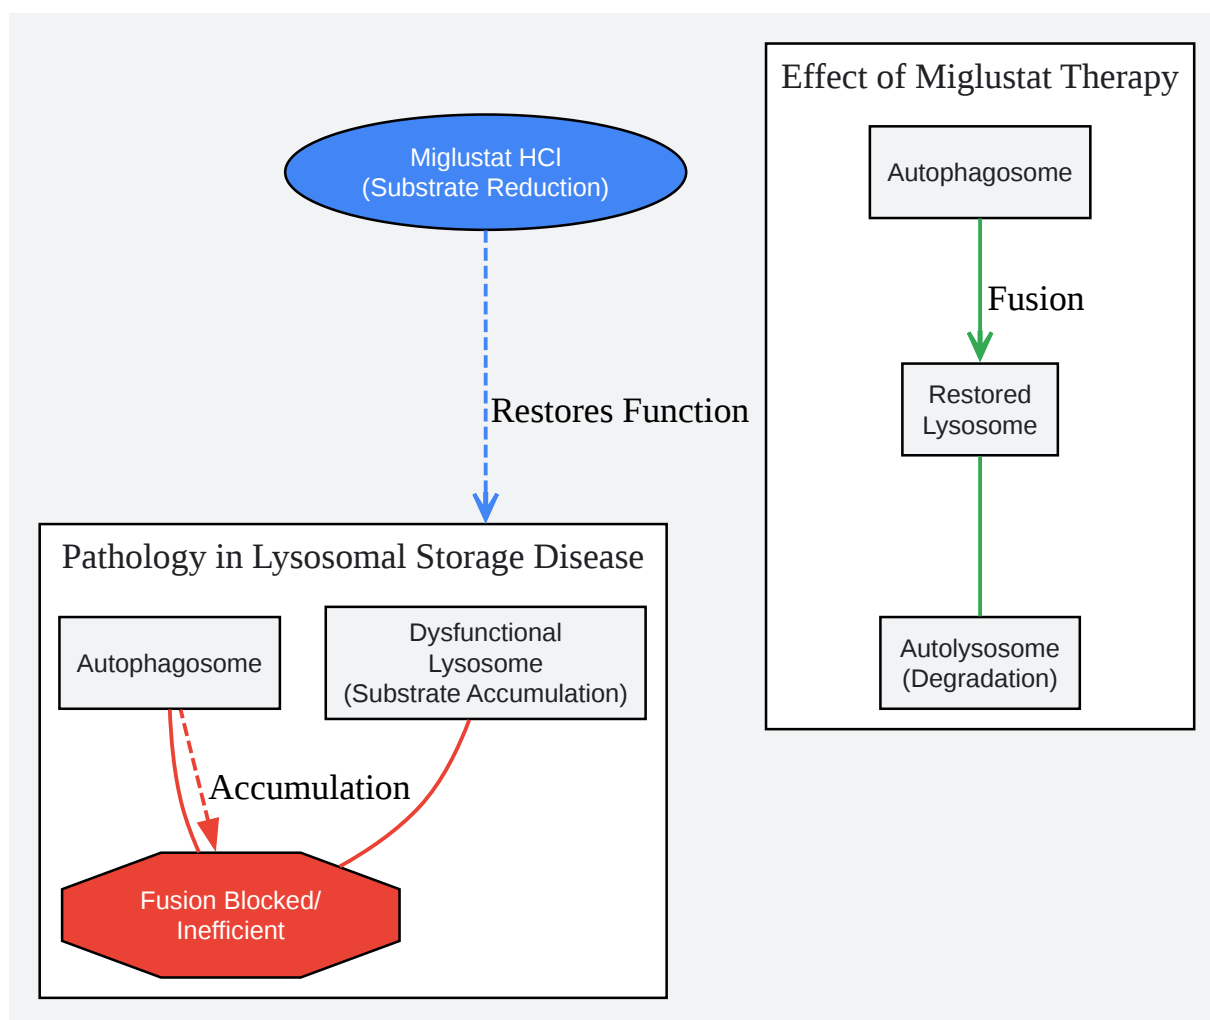 Effect of Miglustat Therapy
Autophagosome
Fusion
Restored
Lysosome
Autolysosome
(Degradation)
Miglustat HCl
(Substrate Reduction)
Restores Function
Pathology in Lysosomal Storage Disease
Autophagosome
Dysfunctional
Lysosome
(Substrate Accumulation)
Accumulation
Fusion Blocked/
Inefficient